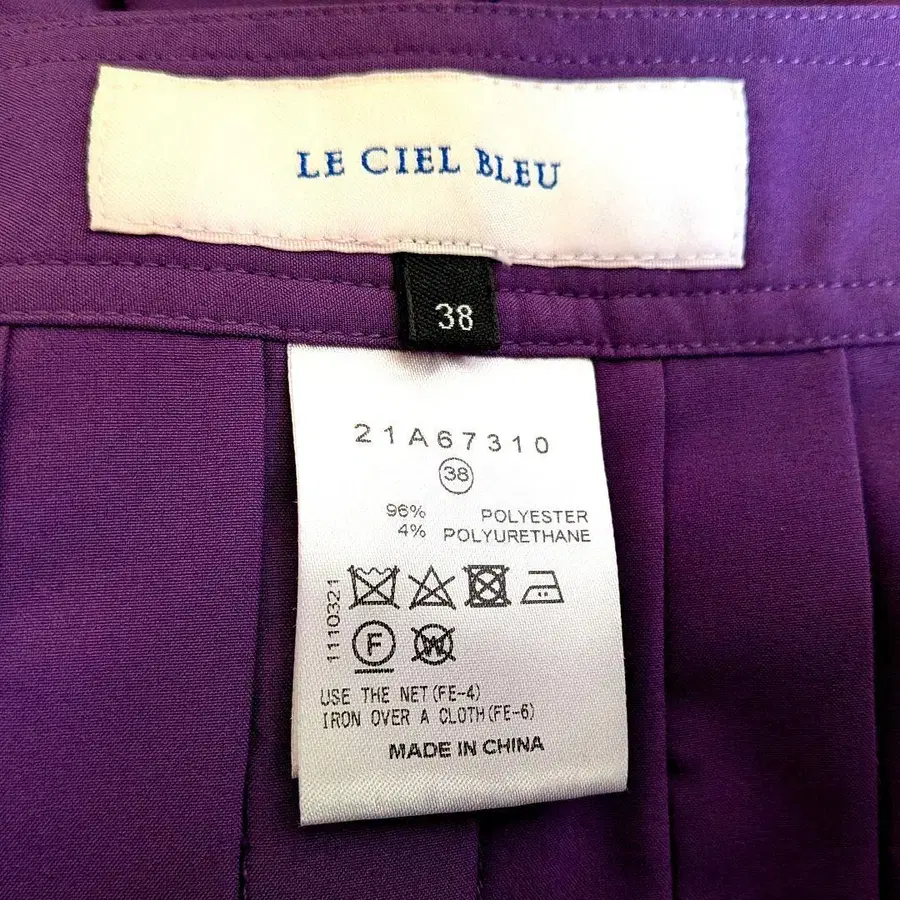 LE CIEL BLEU
38
21A67310
38
96% POLYESTER
4% POLYURETHANE
1110321
F W
USE THE NET(FE-4)
IRON OVER A CLOTH(FE-6)
MADE IN CHINA